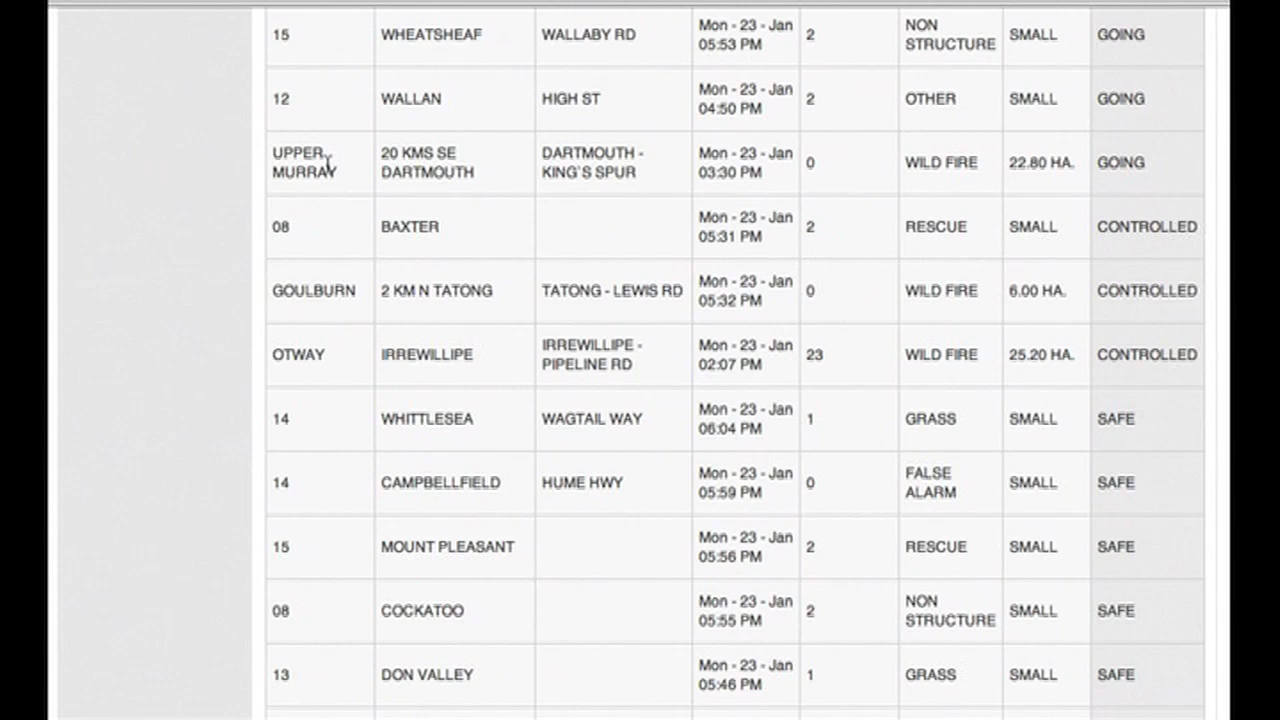 15 WHEATSHEAF WALLABY RD Mon - 23 - Jan 05:53 PM 2 NON STRUCTURE SMALL GOING
12 WALLAN HIGH ST Mon - 23 - Jan 04:50 PM 2 OTHER SMALL GOING
UPPER MURRAY 20 KMS SE DARTMOUTH DARTMOUTH - KING`S SPUR Mon - 23 - Jan 03:30 PM 0 WILD FIRE 22.80 HA. GOING
08 BAXTER Mon - 23 - Jan 05:31 PM 2 RESCUE SMALL CONTROLLED
GOULBURN 2 KM N TATONG TATONG - LEWIS RD Mon - 23 - Jan 05:32 PM 0 WILD FIRE 6.00 HA. CONTROLLED
OTWAY IRREWILLIPE IRREWILLIPE - PIPELINE RD Mon - 23 - Jan 02:07 PM 23 WILD FIRE 25.20 HA. CONTROLLED
14 WHITTLESEA WAGTAIL WAY Mon - 23 - Jan 06:04 PM 1 GRASS SMALL SAFE
14 CAMPBELLFIELD HUME HWY Mon - 23 - Jan 05:59 PM 0 FALSE ALARM SMALL SAFE
15 MOUNT PLEASANT Mon - 23 - Jan 05:56 PM 2 RESCUE SMALL SAFE
08 COCKATOO Mon - 23 - Jan 05:55 PM 2 NON STRUCTURE SMALL SAFE
13 DON VALLEY Mon - 23 - Jan 05:46 PM 1 GRASS SMALL SAFE